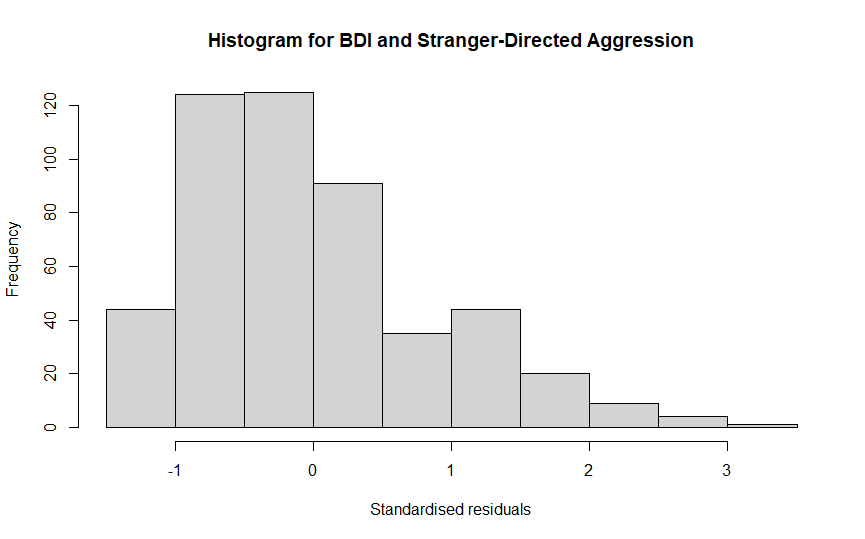 Histogram for BDI and Stranger-Directed Aggression
Frequency
120
100
80
60
40
20
0
-1 0 1 2 3
Standardised residuals